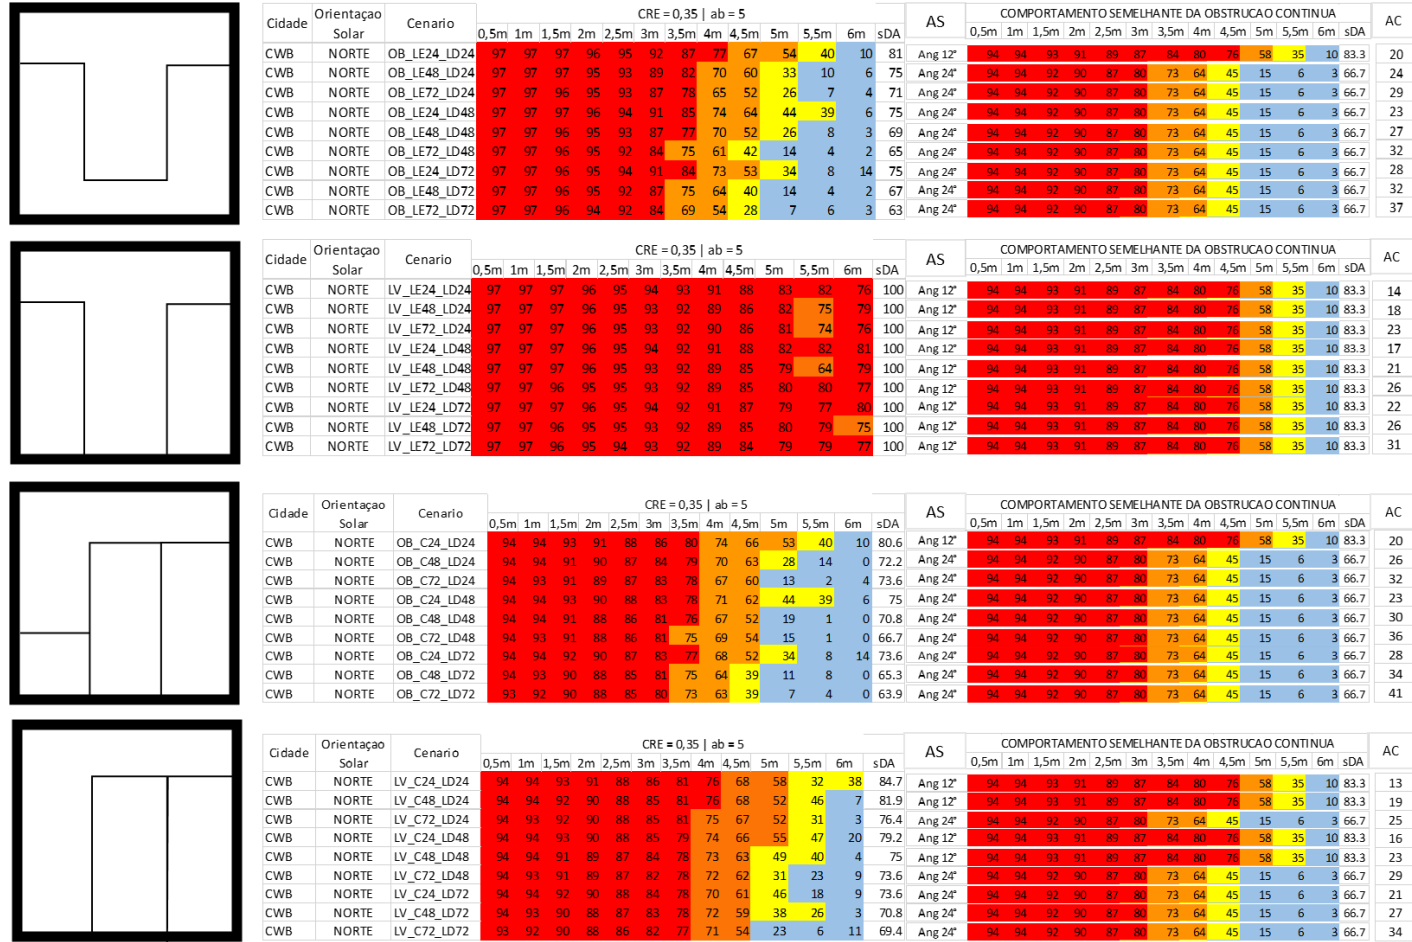 CRE = 0,35 | ab = 5 COMPORTAMENTO SEMELHANTE DA OBSTRUCAO CONTINUA
Cidade Orientaçao Solar Cenario 0,5m 1m 1,5m 2m 2,5m 3m 3,5m 4m 4,5m 5m 5,5m 6m sDA AS 0,5m 1m 1,5m 2m 2,5m 3m 3,5m 4m 4,5m 5m 5,5m 6m sDA AC
CWB NORTE OB_LE24_LD24 97 97 97 96 95 92 87 77 67 54 40 10 81 Ang 12° 94 94 93 91 89 87 84 80 76 58 35 10 83.3 20
CWB NORTE OB_LE48_LD24 97 97 97 95 93 89 82 70 60 33 10 6 75 Ang 24° 94 94 92 90 87 80 73 64 45 15 6 3 66.7 24
CWB NORTE OB_LE72_LD24 97 97 96 95 93 87 78 65 52 26 7 4 71 Ang 24° 94 94 92 90 87 80 73 64 45 15 6 3 66.7 29
CWB NORTE OB_LE24_LD48 97 97 97 96 94 91 85 74 64 44 39 6 75 Ang 24° 94 94 92 90 87 80 73 64 45 15 6 3 66.7 23
CWB NORTE OB_LE48_LD48 97 97 96 95 93 87 77 70 52 26 8 3 69 Ang 24° 94 94 92 90 87 80 73 64 45 15 6 3 66.7 27
CWB NORTE OB_LE72_LD48 97 97 96 95 92 84 75 61 42 14 4 2 65 Ang 24° 94 94 92 90 87 80 73 64 45 15 6 3 66.7 32
CWB NORTE OB_LE24_LD72 97 97 96 95 94 91 84 73 53 34 8 14 75 Ang 24° 94 94 92 90 87 80 73 64 45 15 6 3 66.7 28
CWB NORTE OB_LE48_LD72 97 97 96 95 92 87 75 64 40 14 4 2 67 Ang 24° 94 94 92 90 87 80 73 64 45 15 6 3 66.7 32
CWB NORTE OB_LE72_LD72 97 97 96 94 92 84 69 54 28 7 6 3 63 Ang 24° 94 94 92 90 87 80 73 64 45 15 6 3 66.7 37
CRE = 0,35 | ab = 5 COMPORTAMENTO SEMELHANTE DA OBSTRUCAO CONTINUA
Cidade Orientaçao Solar Cenario 0,5m 1m 1,5m 2m 2,5m 3m 3,5m 4m 4,5m 5m 5,5m 6m sDA AS 0,5m 1m 1,5m 2m 2,5m 3m 3,5m 4m 4,5m 5m 5,5m 6m sDA AC
CWB NORTE LV_LE24_LD24 97 97 97 96 95 94 93 91 88 83 82 76 100 Ang 12° 94 94 93 91 89 87 84 80 76 58 35 10 83.3 14
CWB NORTE LV_LE48_LD24 97 97 97 96 95 93 92 89 86 82 75 79 100 Ang 12° 94 94 93 91 89 87 84 80 76 58 35 10 83.3 18
CWB NORTE LV_LE72_LD24 97 97 97 96 95 93 92 90 86 81 74 76 100 Ang 12° 94 94 93 91 89 87 84 80 76 58 35 10 83.3 23
CWB NORTE LV_LE24_LD48 97 97 97 96 95 94 92 91 88 82 82 81 100 Ang 12° 94 94 93 91 89 87 84 80 76 58 35 10 83.3 17
CWB NORTE LV_LE48_LD48 97 97 97 96 95 93 92 89 85 79 64 79 100 Ang 12° 94 94 93 91 89 87 84 80 76 58 35 10 83.3 21
CWB NORTE LV_LE72_LD48 97 97 96 95 95 93 92 89 85 80 80 77 100 Ang 12° 94 94 93 91 89 87 84 80 76 58 35 10 83.3 26
CWB NORTE LV_LE24_LD72 97 97 97 96 95 94 92 91 87 79 77 80 100 Ang 12° 94 94 93 91 89 87 84 80 76 58 35 10 83.3 22
CWB NORTE LV_LE48_LD72 97 97 96 95 95 93 92 89 85 80 79 75 100 Ang 12° 94 94 93 91 89 87 84 80 76 58 35 10 83.3 26
CWB NORTE LV_LE72_LD72 97 97 96 95 94 93 92 89 84 79 79 77 100 Ang 12° 94 94 93 91 89 87 84 80 76 58 35 10 83.3 31
CRE = 0,35 | ab = 5 COMPORTAMENTO SEMELHANTE DA OBSTRUCAO CONTINUA
Cidade Orientaçao Solar Cenario 0,5m 1m 1,5m 2m 2,5m 3m 3,5m 4m 4,5m 5m 5,5m 6m sDA AS 0,5m 1m 1,5m 2m 2,5m 3m 3,5m 4m 4,5m 5m 5,5m 6m sDA AC
CWB NORTE OB_C24_LD24 94 94 93 91 88 86 80 74 66 53 40 10 80.6 Ang 12° 94 94 93 91 89 87 84 80 76 58 35 10 83.3 20
CWB NORTE OB_C48_LD24 94 94 91 90 87 84 79 70 63 28 14 0 72.2 Ang 24° 94 94 92 90 87 80 73 64 45 15 6 3 66.7 26
CWB NORTE OB_C72_LD24 94 93 91 89 87 83 78 67 60 13 2 4 73.6 Ang 24° 94 94 92 90 87 80 73 64 45 15 6 3 66.7 32
CWB NORTE OB_C24_LD48 94 94 93 90 88 83 78 71 62 44 39 6 75 Ang 24° 94 94 92 90 87 80 73 64 45 15 6 3 66.7 23
CWB NORTE OB_C48_LD48 94 94 91 88 86 81 76 67 52 19 1 0 70.8 Ang 24° 94 94 92 90 87 80 73 64 45 15 6 3 66.7 30
CWB NORTE OB_C72_LD48 94 93 91 88 86 81 75 69 54 15 1 0 66.7 Ang 24° 94 94 92 90 87 80 73 64 45 15 6 3 66.7 36
CWB NORTE OB_C24_LD72 94 94 92 90 87 83 77 68 52 34 8 14 73.6 Ang 24° 94 94 92 90 87 80 73 64 45 15 6 3 66.7 28
CWB NORTE OB_C48_LD72 94 93 90 88 85 81 75 64 39 11 8 0 65.3 Ang 24° 94 94 92 90 87 80 73 64 45 15 6 3 66.7 34
CWB NORTE OB_C72_LD72 93 92 90 88 85 80 73 63 39 7 4 0 63.9 Ang 24° 94 94 92 90 87 80 73 64 45 15 6 3 66.7 41
CRE = 0,35 | ab = 5 COMPORTAMENTO SEMELHANTE DA OBSTRUCAO CONTINUA
Cidade Orientaçao Solar Cenario 0,5m 1m 1,5m 2m 2,5m 3m 3,5m 4m 4,5m 5m 5,5m 6m sDA AS 0,5m 1m 1,5m 2m 2,5m 3m 3,5m 4m 4,5m 5m 5,5m 6m sDA AC
CWB NORTE LV_C24_LD24 94 94 93 91 88 86 81 76 68 58 32 38 84.7 Ang 12° 94 94 93 91 89 87 84 80 76 58 35 10 83.3 13
CWB NORTE LV_C48_LD24 94 94 92 90 88 85 81 76 68 52 46 7 81.9 Ang 12° 94 94 93 91 89 87 84 80 76 58 35 10 83.3 19
CWB NORTE LV_C72_LD24 94 93 92 90 88 85 81 75 67 52 31 3 76.4 Ang 24° 94 94 92 90 87 80 73 64 45 15 6 3 66.7 25
CWB NORTE LV_C24_LD48 94 94 93 90 88 85 79 74 66 55 47 20 79.2 Ang 12° 94 94 93 91 89 87 84 80 76 58 35 10 83.3 16
CWB NORTE LV_C48_LD48 94 94 91 89 87 84 78 73 63 49 40 4 75 Ang 12° 94 94 93 91 89 87 84 80 76 58 35 10 83.3 23
CWB NORTE LV_C72_LD48 94 93 91 89 87 82 78 72 62 31 23 9 73.6 Ang 24° 94 94 92 90 87 80 73 64 45 15 6 3 66.7 29
CWB NORTE LV_C24_LD72 94 94 92 90 88 84 78 70 61 46 18 9 73.6 Ang 24° 94 94 92 90 87 80 73 64 45 15 6 3 66.7 21
CWB NORTE LV_C48_LD72 94 93 90 88 87 83 78 72 59 38 26 3 70.8 Ang 24° 94 94 92 90 87 80 73 64 45 15 6 3 66.7 27
CWB NORTE LV_C72_LD72 93 92 90 88 86 82 77 71 54 23 6 11 69.4 Ang 24° 94 94 92 90 87 80 73 64 45 15 6 3 66.7 34